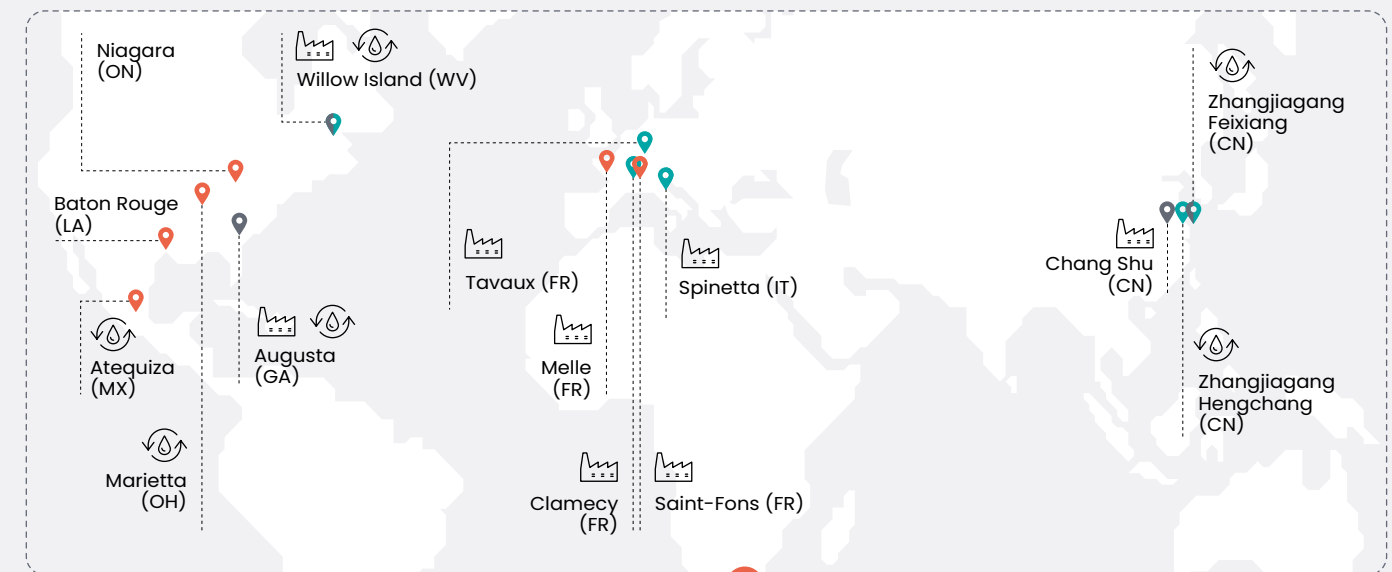 Niagara
(ON)
Willow Island (WV)
Zhangjiagang
Feixiang
(CN)
Baton Rouge
(LA)
Chang Shu
(CN)
Tavaux (FR)
Spinetta (IT)
Augusta
(GA)
Atequiza
(MX)
Melle
(FR)
Zhangjiagang
Hengchang
(CN)
Marietta
(OH)
Clamecy
(FR)
Saint-Fons (FR)